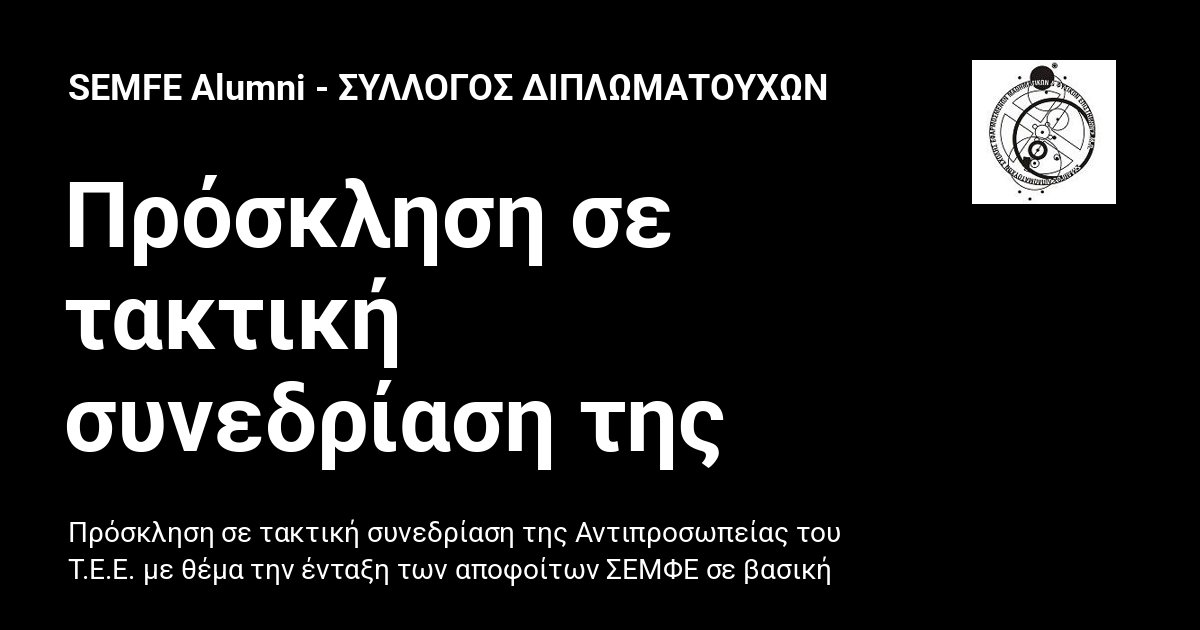 SEMFE Alumni - ΣΥΛΛΟΓΟΣ ΔΙΠΛΩΜΑΤΟΥΧΩΝ
Πρόσκληση σε
τακτική
συνεδρίαση της
Πρόσκληση σε τακτική συνεδρίαση της Αντιπροσωπείας του
Τ.Ε.Ε. με θέμα την ένταξη των αποφοίτων ΣΕΜΦΕ σε βασική